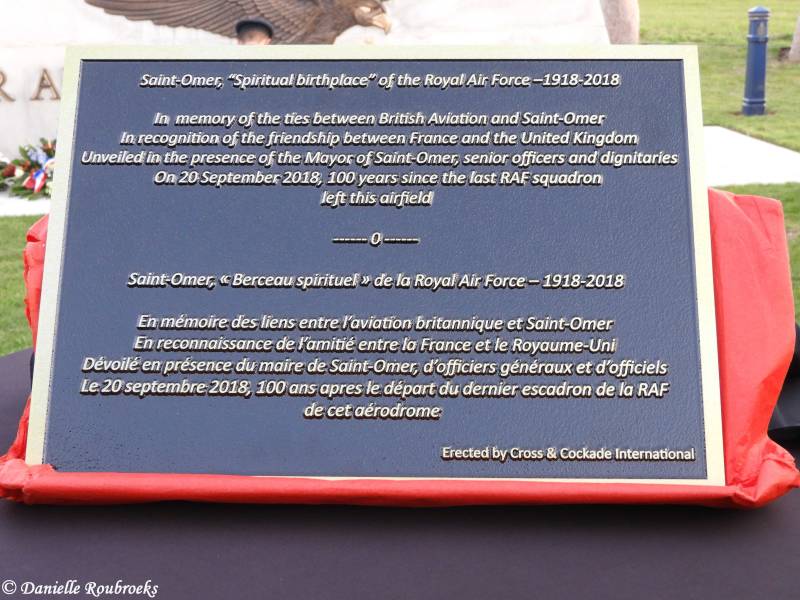 RA
Saint-Omer, “Spiritual birthplace” of the Royal Air Force –1918-2018
In memory of the ties between British Aviation and Saint-Omer
In recognition of the friendship between France and the United Kingdom
Unveiled in the presence of the Mayor of Saint-Omer, senior officers and dignitaries
On 20 September 2018, 100 years since the last RAF squadron
left this airfield
------ 0 ------
Saint-Omer, « Berceau spirituel » de la Royal Air Force – 1918-2018
En mémoire des liens entre l’aviation britannique et Saint-Omer
En reconnaissance de l’amitié entre la France et le Royaume-Uni
Dévoilé en présence du maire de Saint-Omer, d’officiers généraux et d’officiels
Le 20 septembre 2018, 100 ans apres le départ du dernier escadron de la RAF
de cet aérodrome
Erected by Cross & Cockade International
© Danielle Roubroeks